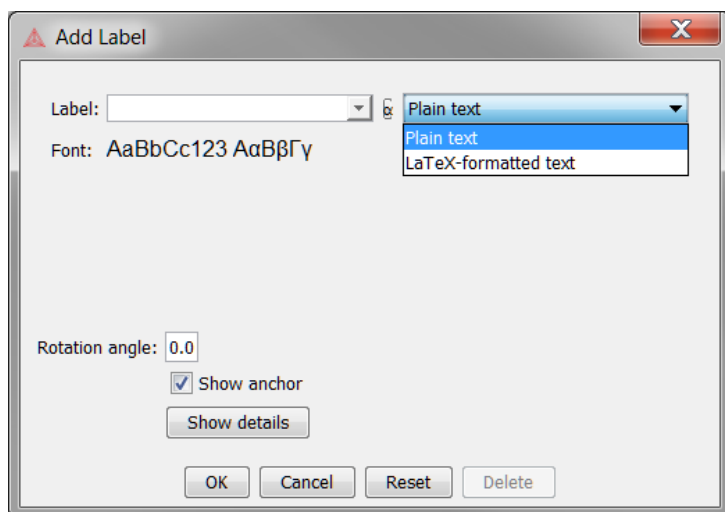 Add Label
Label:
α Plain text
Plain text
Font: AaBbCc123 ΑαΒβΓγ
LaTeX-formatted text
Rotation angle: 0.0
Show anchor
Show details
OK Cancel Reset Delete